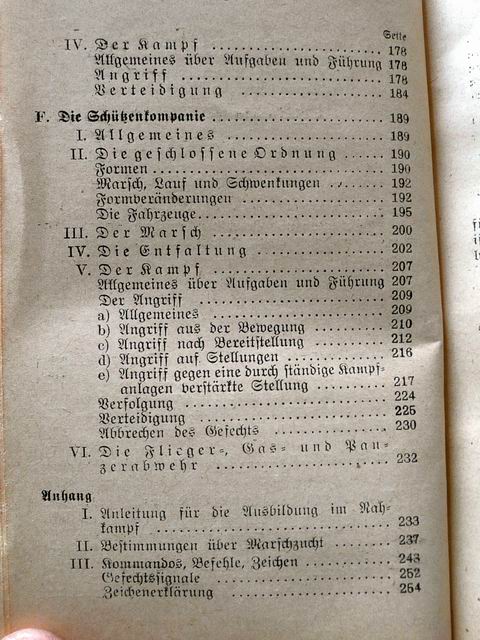 Seite
IV. Der Kampf .................. 178
Allgemeines über Aufgaben und Führung 178
Angriff ..................... 178
Verteidigung ................ 184
F. Die Schützenkompanie .................. 189
I. Allgemeines .................. 189
II. Die geschlossene Ordnung ...... 190
Formen ..................... 190
Marsch, Lauf und Schwenkungen ....... 192
Formveränderungen ................ 192
Die Fahrzeuge..................... 195
III. Der Marsch .................. 200
IV. Die Entfaltung ................ 202
V. Der Kampf .................. 207
Allgemeines über Aufgaben und Führung 207
Der Angriff .................. 209
a) Allgemeines .................. 209
b) Angriff aus der Bewegung .......... 210
c) Angriff nach Bereitstellung .......... 212
d) Angriff auf Stellungen ............ 216
e) Angriff gegen eine durch ständige Kampf-
anlagen verstärkte Stellung ........ 217
Verfolgung ..................... 224
Verteidigung ..................... 225
Abbrechen des Gefechts ............. 230
VI. Die Flieger-, Gas- und Pan-
zerabwehr .................. 232
Anhang
I. Anleitung für die Ausbildung im Nah-
kampf ..................... 233
II. Bestimmungen über Marschzucht ....... 237
III. Kommandos, Befehle, Zeichen ......... 243
Gefechtssignale .................. 252
Zeichenerklärung .................. 254